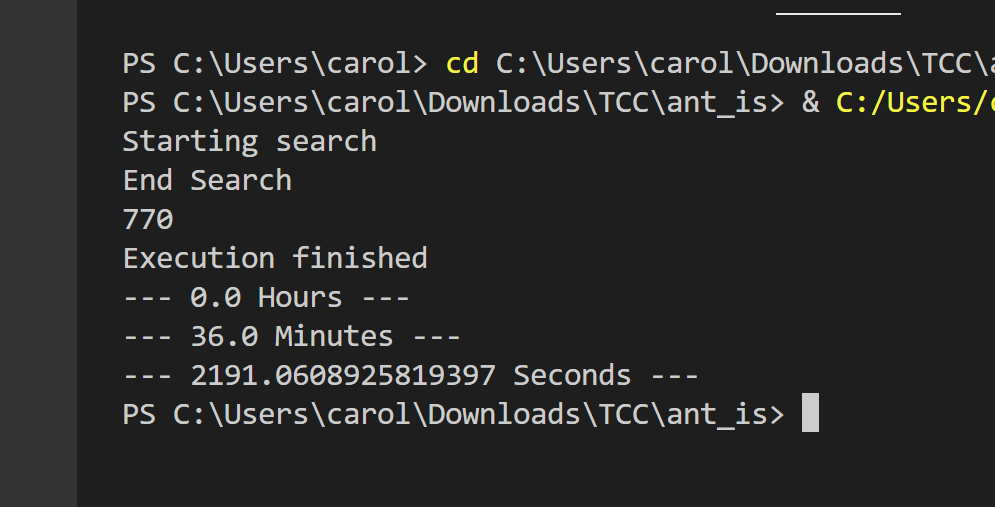 PS C:\Users\carol> cd C:\Users\carol\Downloads\TCC\
PS C:\Users\carol\Downloads\TCC\ant_is> & C:/Users/
Starting search
End Search
770
Execution finished
--- 0.0 Hours ---
--- 36.0 Minutes ---
--- 2191.0608925819397 Seconds ---
PS C:\Users\carol\Downloads\TCC\ant_is>